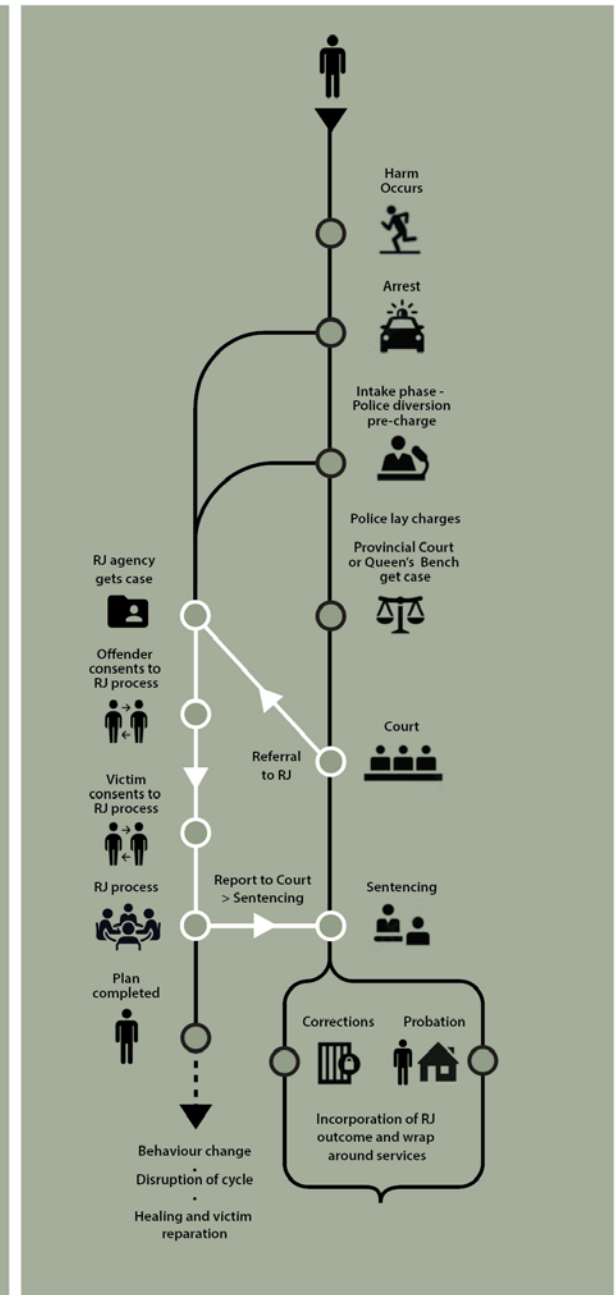 Harm
Occurs
Arrest
Intake phase -
Police diversion
pre-charge
Police lay charges
Provincial Court
or Queen's Bench
get case
RJ agency
gets case
Offender
consents to
RJ process
Court
Referral
to RJ
Victim
consents to
RJ process
RJ process
Report to Court
> Sentencing
Sentencing
Plan
completed
Corrections
Probation
Incorporation of RJ
outcome and wrap
around services
Behaviour change
Disruption of cycle
Healing and victim
reparation